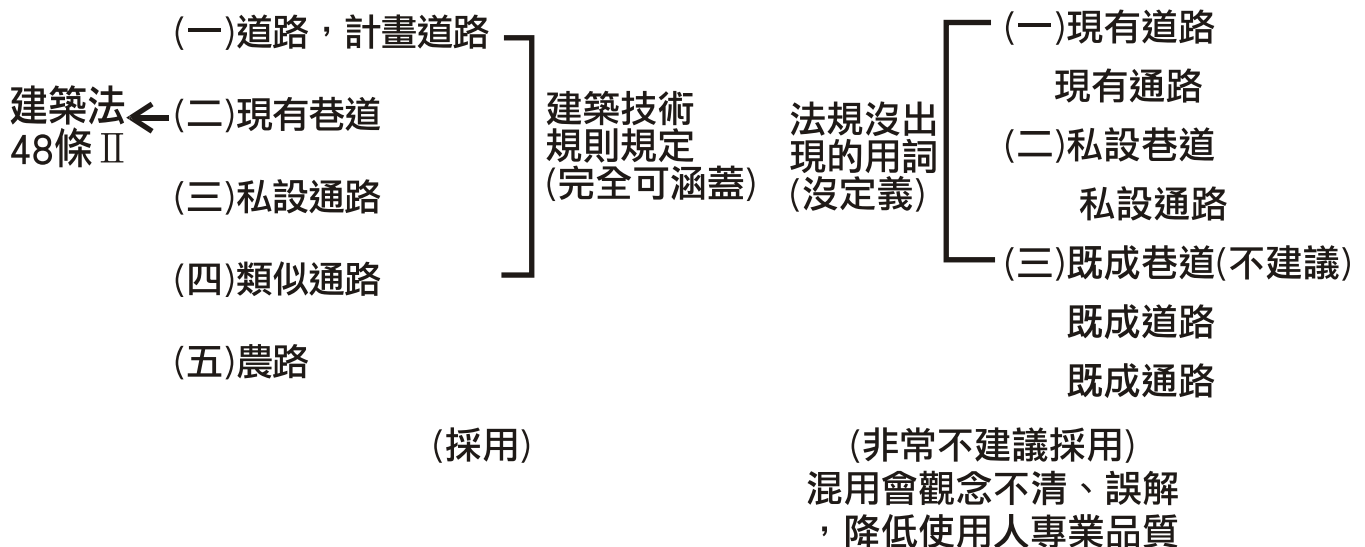 (一)道路，計畫道路
建築法
48條Ⅱ
(二)現有巷道
(三)私設通路
(四)類似通路
(五)農路
建築技術
規則規定
(完全可涵蓋)
(採用)
法規沒出
現的用詞
(沒定義)
(一)現有道路
現有通路
(二)私設巷道
私設通路
(三)既成巷道(不建議)
既成道路
既成通路
(非常不建議採用)
混用會觀念不清、誤解
，降低使用人專業品質